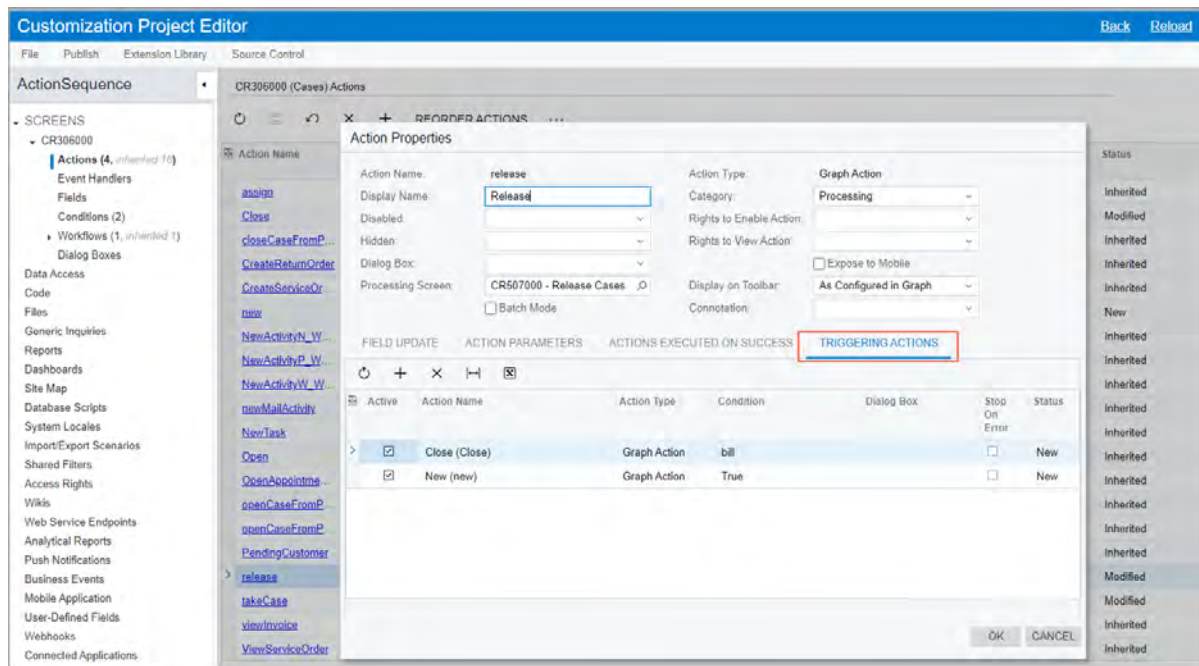 Customization Project Editor
Back Reload
File Publish Extension Library Source Control
ActionSequence
CR306000 (Cases) Actions
SCREENS
CR306000
Actions (4, inherited 16)
Event Handlers
Fields
Conditions (2)
Workflows (1, inherited 1)
Dialog Boxes
Data Access
Code
Files
Generic Inquiries
Reports
Dashboards
Site Map
Database Scripts
System Locales
Import/Export Scenarios
Shared Filters
Access Rights
Wikis
Web Service Endpoints
Analytical Reports
Push Notifications
Business Events
Mobile Application
User-Defined Fields
Webhooks
Connected Applications
REORDER ACTIONS ...
Action Name Status
assign Inherited
Close Modified
closeCaseFromP... Inherited
CreateReturnOrder Inherited
CreateServiceOr... Inherited
new New
NewActivityN_W... Inherited
NewActivityP_W... Inherited
NewActivityW_W... Inherited
newMailActivity Inherited
NewTask Inherited
Open Inherited
OpenAppointme... Inherited
openCaseFromP... Inherited
openCaseFromP... Inherited
PendingCustomer Inherited
release Modified
takeCase Modified
viewInvoice Inherited
ViewServiceOrder Inherited
Action Properties
Action Name: release Action Type: Graph Action
Display Name: Release Category: Processing
Disabled: Rights to Enable Action:
Hidden: Rights to View Action:
Dialog Box: Expose to Mobile
Processing Screen: CR507000 - Release Cases Display on Toolbar: As Configured in Graph
Batch Mode Connotation:
FIELD UPDATE ACTION PARAMETERS ACTIONS EXECUTED ON SUCCESS TRIGGERING ACTIONS
Active Action Name Action Type Condition Dialog Box Stop On Error Status
Close (Close) Graph Action bill New
New (new) Graph Action True New
OK CANCEL